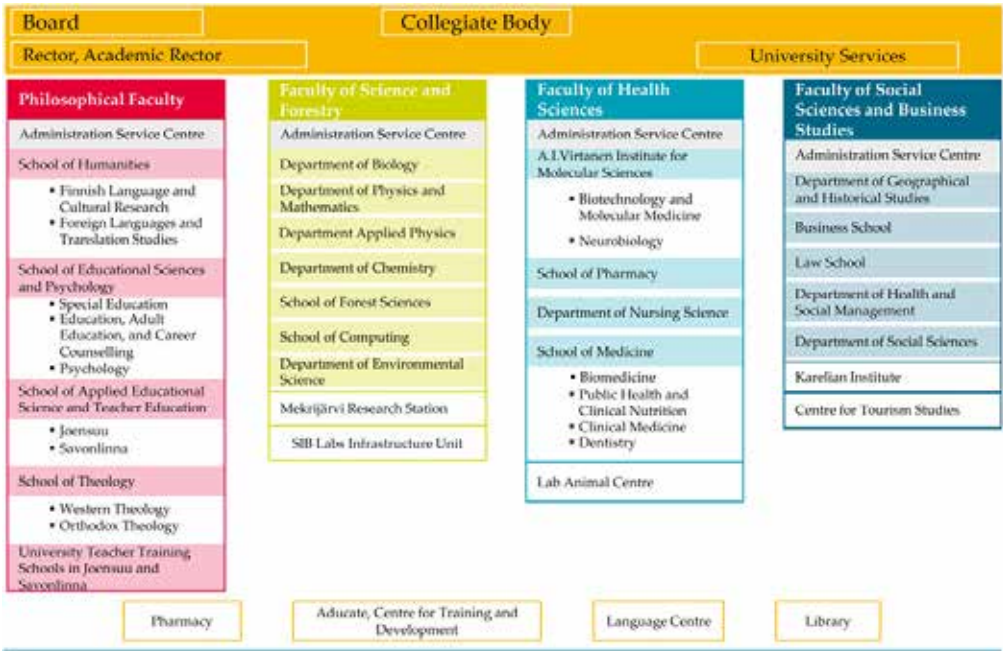 Board
Collegiate Body
Rector, Academic Rector
University Services
Philosophical Faculty
Administration Service Centre
School of Humanities
• Finnish Language and
Cultural Research
• Foreign Languages and
Translation Studies
School of Educational Sciences
and Psychology
• Special Education
• Education, Adult
Education, and Career
Counselling
• Psychology
School of Applied Educational
Science and Teacher Education
• Joensuu
• Savonlinna
School of Theology
• Western Theology
• Orthodox Theology
University Teacher Training
Schools in Joensuu and
Savonlinna
Faculty of Science and
Forestry
Administration Service Centre
Department of Biology
Department of Physics and
Mathematics
Department Applied Physics
Department of Chemistry
School of Forest Sciences
School of Computing
Department of Environmental
Science
Mekrijärvi Research Station
SIB Labs Infrastructure Unit
Faculty of Health
Sciences
Administration Service Centre
A.I.Virtanen Institute for
Molecular Sciences
• Biotechnology and
Molecular Medicine
• Neurobiology
School of Pharmacy
Department of Nursing Science
School of Medicine
• Biomedicine
• Public Health and
Clinical Nutrition
• Clinical Medicine
• Dentistry
Lab Animal Centre
Faculty of Social
Sciences and Business
Studies
Administration Service Centre
Department of Geographical
and Historical Studies
Business School
Law School
Department of Health and
Social Management
Department of Social Sciences
Karelian Institute
Centre for Tourism Studies
Pharmacy
Aducate, Centre for Training and
Development
Language Centre
Library